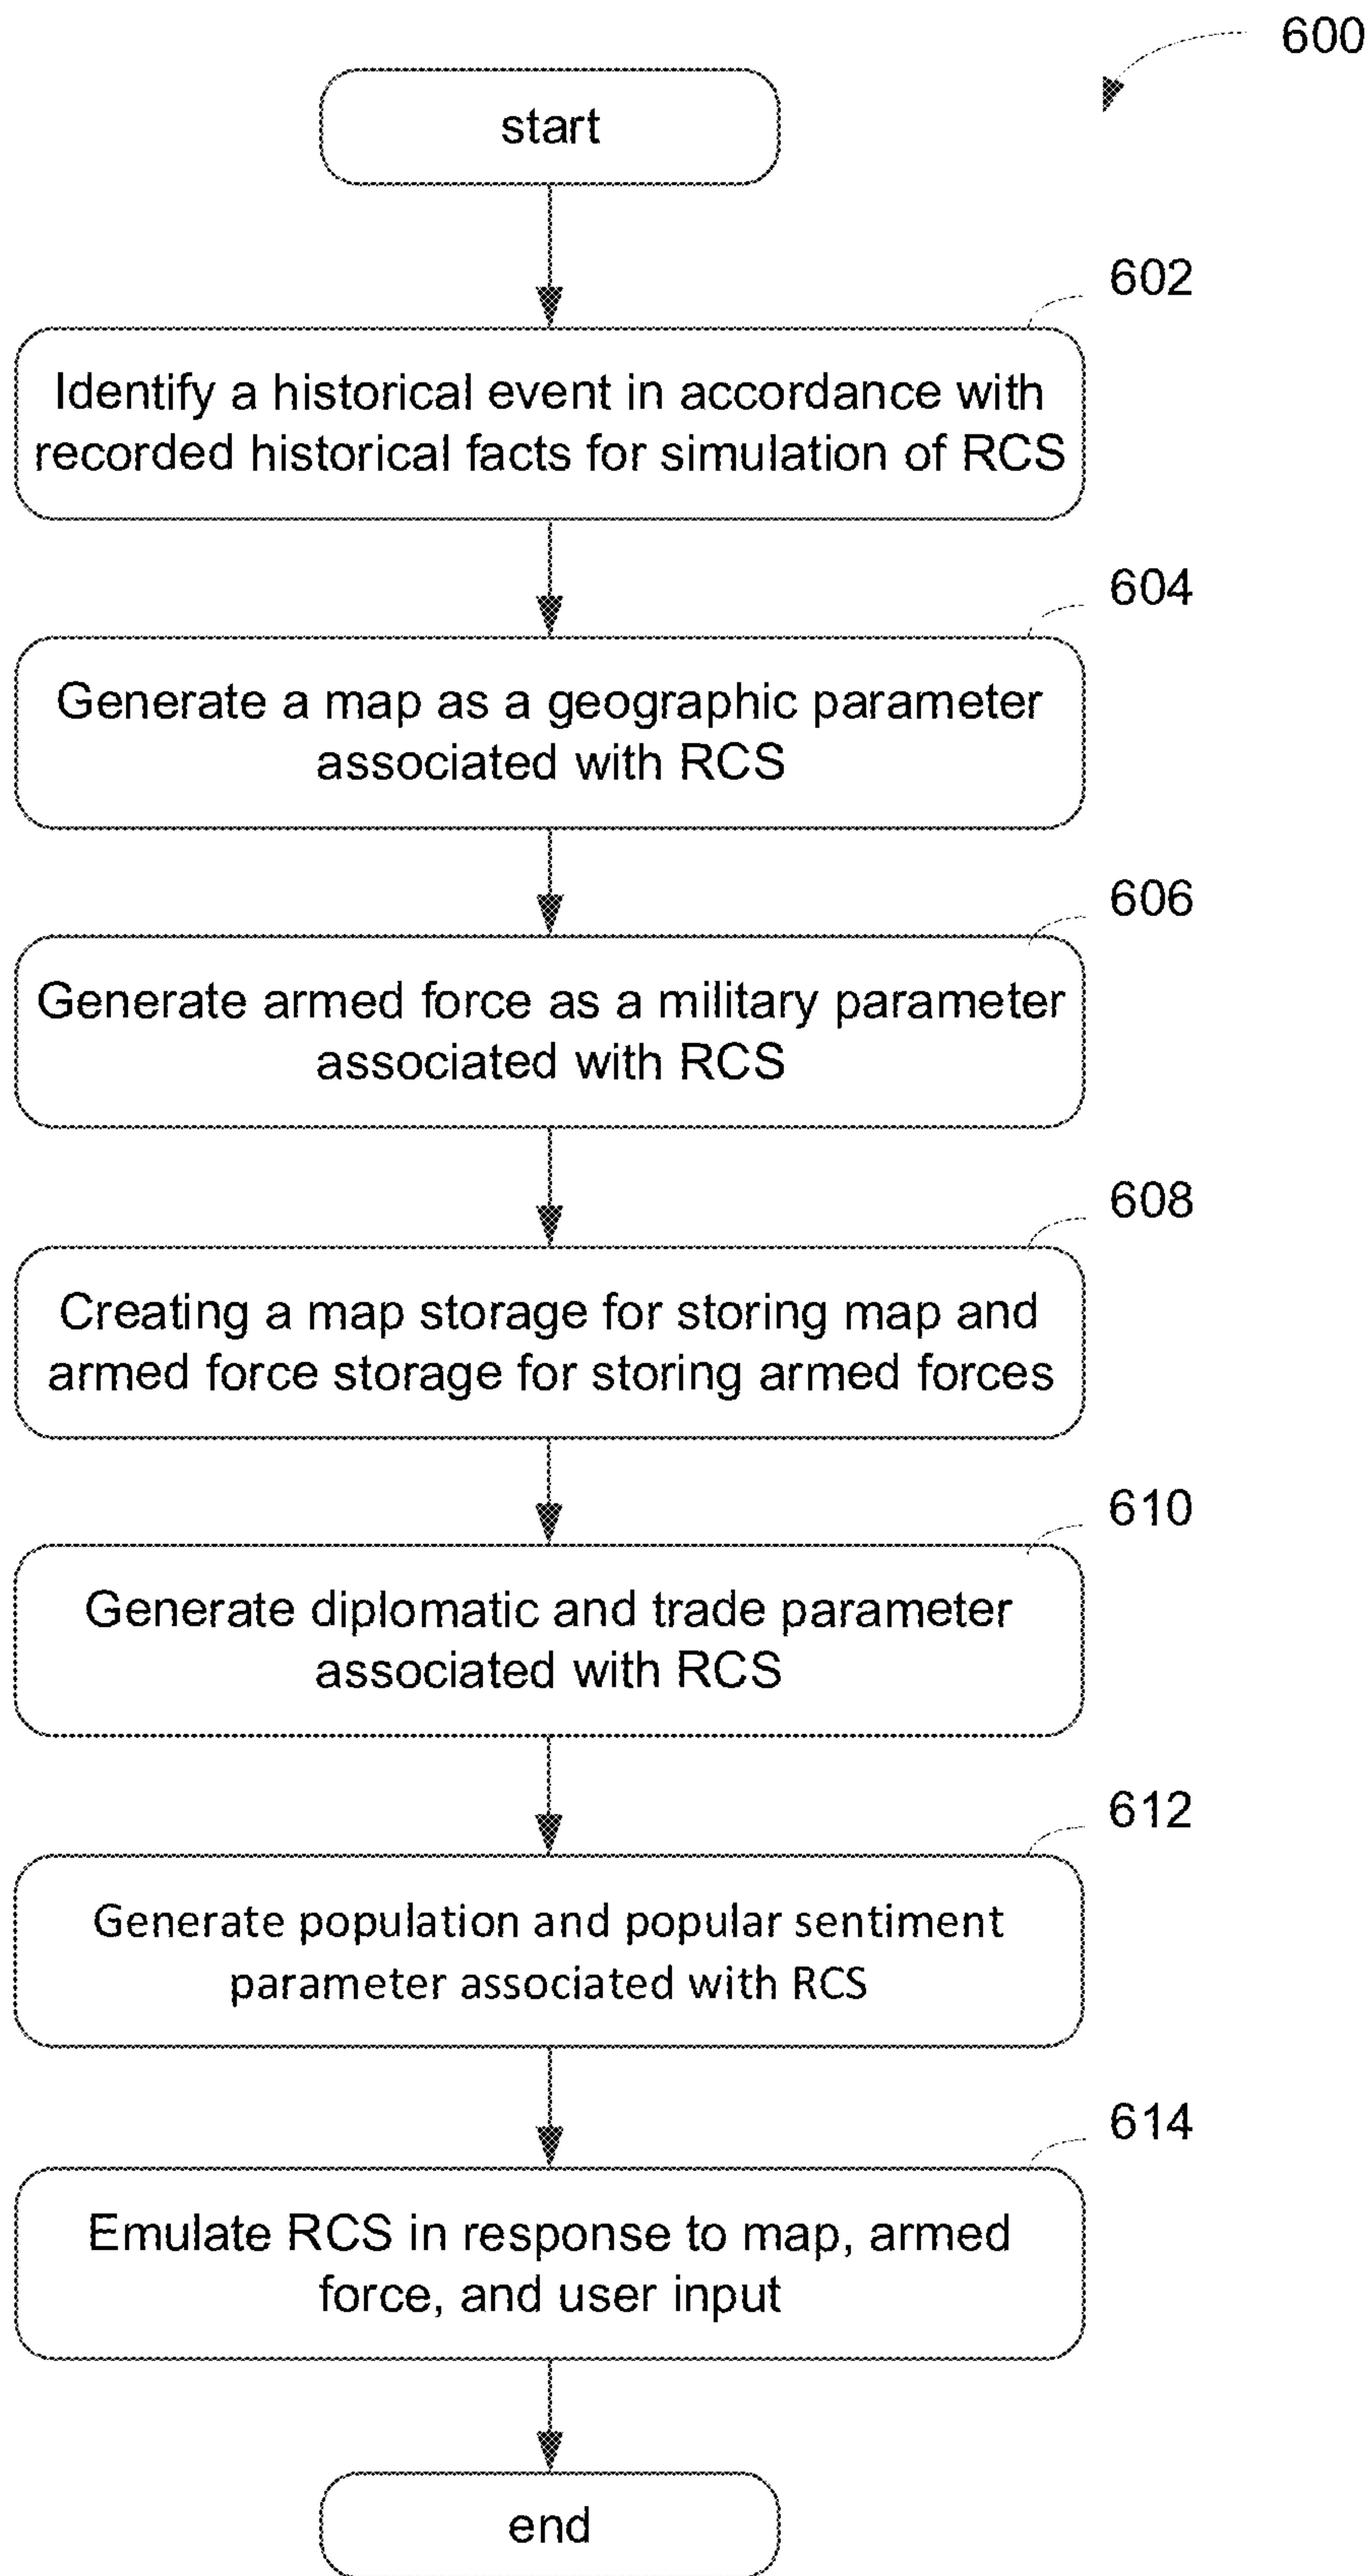 600
start
602
Identify a historical event in accordance with
recorded historical facts for simulation of RCS
604
Generate a map as a geographic parameter
associated with RCS
606
Generate armed force as a military parameter
associated with RCS
608
Creating a map storage for storing map and
armed force storage for storing armed forces
610
Generate diplomatic and trade parameter
associated with RCS
612
Generate population and popular sentiment
parameter associated with RCS
614
Emulate RCS in response to map, armed
force, and user input
end